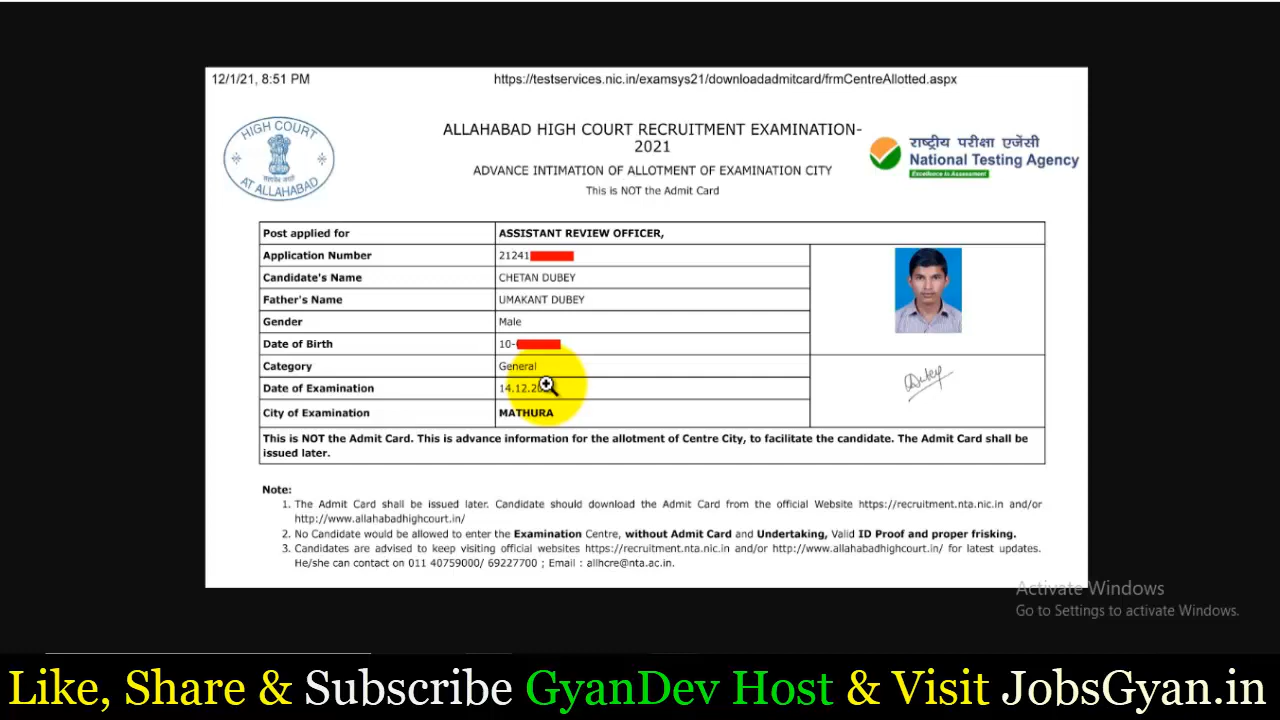 12/1/21, 8:51 PM https://testservices.nic.in/examsys21/downloadadmitcard/frmCentreAllotted.aspx
HIGH COURT
AT ALLAHABAD
ALLAHABAD HIGH COURT RECRUITMENT EXAMINATION-
2021
ADVANCE INTIMATION OF ALLOTMENT OF EXAMINATION CITY
This is NOT the Admit Card
राष्ट्रीय परीक्षा एजेंसी
National Testing Agency
Excellence in Assessment
Post applied for ASSISTANT REVIEW OFFICER,
Application Number 21241
Candidate's Name CHETAN DUBEY
Father's Name UMAKANT DUBEY
Gender Male
Date of Birth 10-
Category General
Date of Examination 14.12.
City of Examination MATHURA
Dubey
This is NOT the Admit Card. This is advance information for the allotment of Centre City, to facilitate the candidate. The Admit Card shall be
issued later.
Note:
1. The Admit Card shall be issued later. Candidate should download the Admit Card from the official Website https://recruitment.nta.nic.in and/or
http://www.allahabadhighcourt.in/
2. No Candidate would be allowed to enter the Examination Centre, without Admit Card and Undertaking, Valid ID Proof and proper frisking.
3. Candidates are advised to keep visiting official websites https://recruitment.nta.nic.in and/or http://www.allahabadhighcourt.in/ for latest updates.
He/she can contact on 011 40759000/ 69227700 ; Email : allhcre@nta.ac.in.
Activate Windows
Go to Settings to activate Windows.
Like, Share & Subscribe GyanDev Host & Visit JobsGyan.in